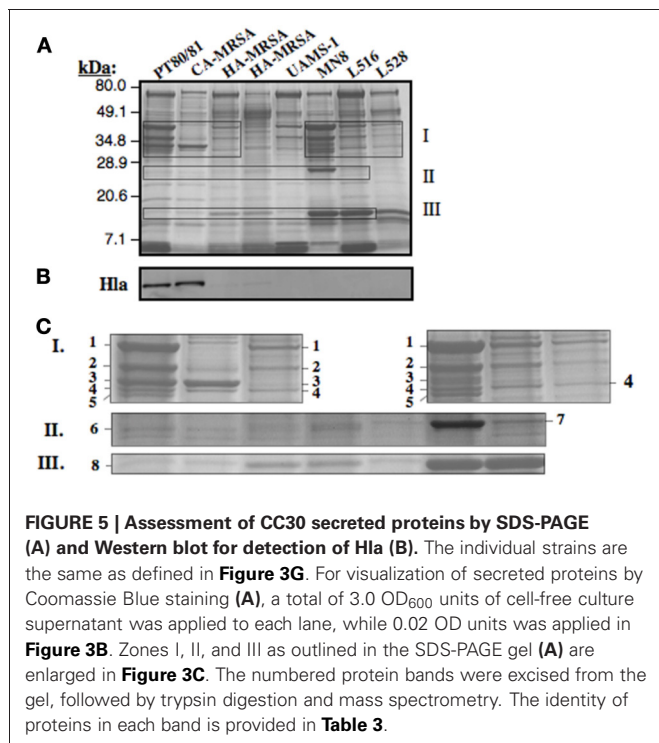 A
kDa:
PT80/81
CA-MRSA
HA-MRSA
HA-MRSA
UAMS-1
MN8
L516
L528
80.0
49.1
34.8
28.9
20.6
7.1
I
II
III
B
Hla
C
I.
1
2
3
4
5
1
2
3
4
1
2
3
4
5
4
II.
6
7
III.
8
FIGURE 5 | Assessment of CC30 secreted proteins by SDS-PAGE
(A) and Western blot for detection of Hla (B). The individual strains are
the same as defined in Figure 3G. For visualization of secreted proteins by
Coomassie Blue staining (A), a total of 3.0 OD600 units of cell-free culture
supernatant was applied to each lane, while 0.02 OD units was applied in
Figure 3B. Zones I, II, and III as outlined in the SDS-PAGE gel (A) are
enlarged in Figure 3C. The numbered protein bands were excised from the
gel, followed by trypsin digestion and mass spectrometry. The identity of
proteins in each band is provided in Table 3.